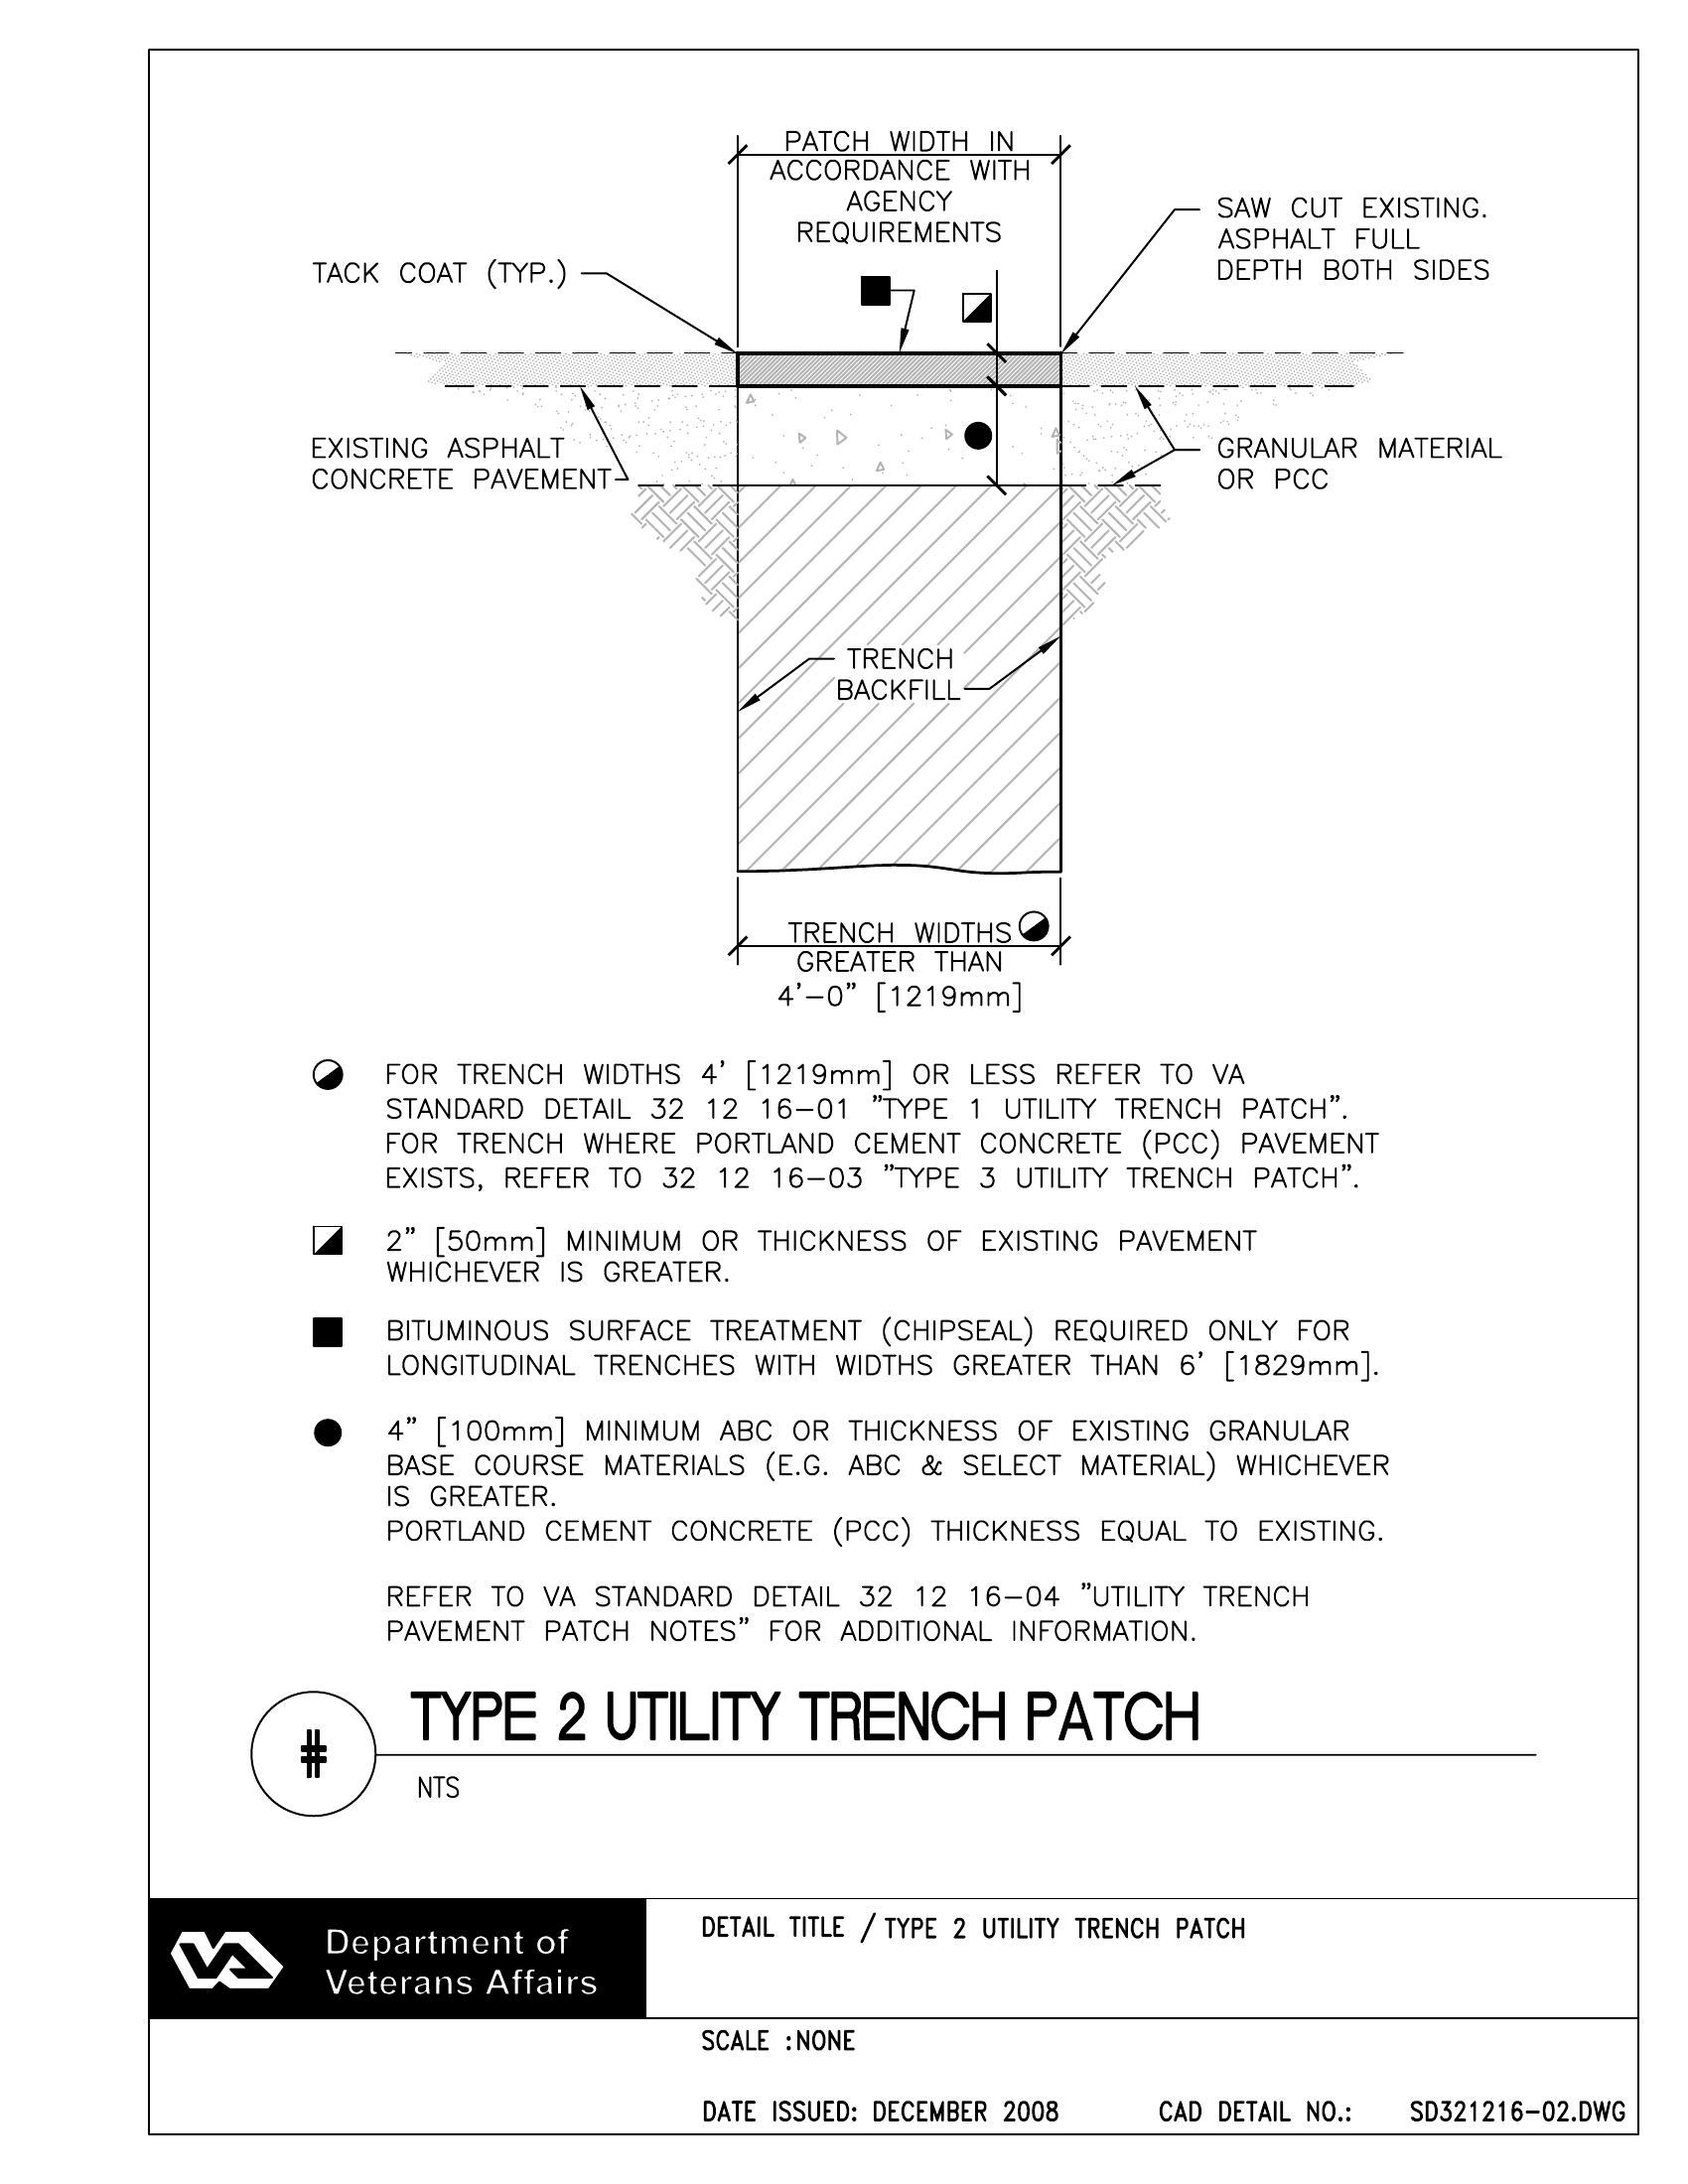 PATCH WIDTH IN
ACCORDANCE WITH
AGENCY
REQUIREMENTS
SAW CUT EXISTING.
ASPHALT FULL
DEPTH BOTH SIDES
TACK COAT (TYP.)
EXISTING ASPHALT
CONCRETE PAVEMENT
GRANULAR MATERIAL
OR PCC
TRENCH
BACKFILL
TRENCH WIDTHS
GREATER THAN
4'-0" [1219mm]
FOR TRENCH WIDTHS 4' [1219mm] OR LESS REFER TO VA
STANDARD DETAIL 32 12 16-01 "TYPE 1 UTILITY TRENCH PATCH".
FOR TRENCH WHERE PORTLAND CEMENT CONCRETE (PCC) PAVEMENT
EXISTS, REFER TO 32 12 16-03 "TYPE 3 UTILITY TRENCH PATCH".
2" [50mm] MINIMUM OR THICKNESS OF EXISTING PAVEMENT
WHICHEVER IS GREATER.
BITUMINOUS SURFACE TREATMENT (CHIPSEAL) REQUIRED ONLY FOR
LONGITUDINAL TRENCHES WITH WIDTHS GREATER THAN 6' [1829mm].
4" [100mm] MINIMUM ABC OR THICKNESS OF EXISTING GRANULAR
BASE COURSE MATERIALS (E.G. ABC & SELECT MATERIAL) WHICHEVER
IS GREATER.
PORTLAND CEMENT CONCRETE (PCC) THICKNESS EQUAL TO EXISTING.
REFER TO VA STANDARD DETAIL 32 12 16-04 "UTILITY TRENCH
PAVEMENT PATCH NOTES" FOR ADDITIONAL INFORMATION.
# TYPE 2 UTILITY TRENCH PATCH
NTS
VA Department of
Veterans Affairs
DETAIL TITLE / TYPE 2 UTILITY TRENCH PATCH
SCALE :NONE
DATE ISSUED: DECEMBER 2008 CAD DETAIL NO.: SD321216-02.DWG